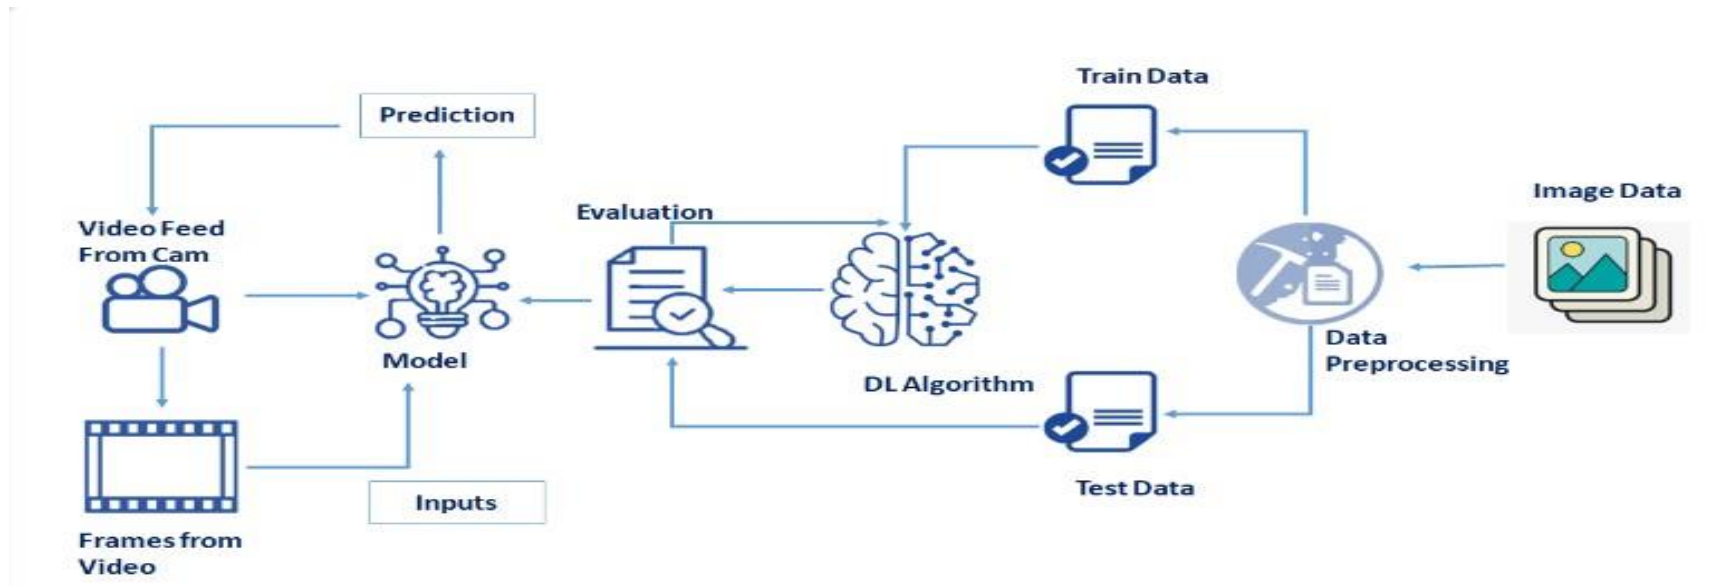 Train Data
Prediction
Image Data
Evaluation
Video Feed
From Cam
Data
Preprocessing
Model
DL Algorithm
Test Data
Inputs
Frames from
Video